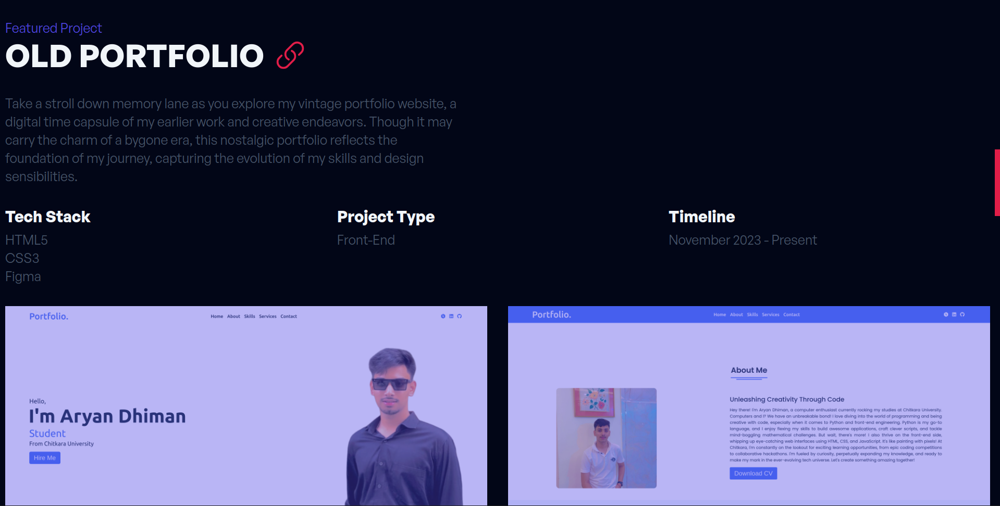 Featured Project
OLD PORTFOLIO
Take a stroll down memory lane as you explore my vintage portfolio website, a
digital time capsule of my earlier work and creative endeavors. Though it may
carry the charm of a bygone era, this nostalgic portfolio reflects the
foundation of my journey, capturing the evolution of my skills and design
sensibilities.
Tech Stack
HTML5
CSS3
Figma
Project Type
Front-End
Timeline
November 2023 - Present
Portfolio.
Home About Skills Services Contact
Hello,
I'm Aryan Dhiman
Student
From Chitkara University
Hire Me
Portfolio.
Home About Skills Services Contact
About Me
Unleashing Creativity Through Code
Hey there! I'm Aryan Dhiman, a computer enthusiast currently rocking my studies at Chitkara University.
Computers and I? We have an unbreakable bond! I love diving into the world of programming and being
creative with code, especially when it comes to Python and front-end engineering. Python is my go-to
language, and I enjoy flexing my skills to build awesome applications, craft clever scripts, and tackle
mind-boggling mathematical challenges. But wait, there's more! I also thrive on the front-end side,
whipping up eye-catching web interfaces using HTML, CSS, and JavaScript. It's like painting with pixels! At
Chitkara, I'm constantly on the lookout for exciting learning opportunities, from epic coding competitions
to collaborative hackathons. I'm fueled by curiosity, perpetually expanding my knowledge, and ready to
make my mark in the ever-evolving tech universe. Let's create something amazing together!
Download CV